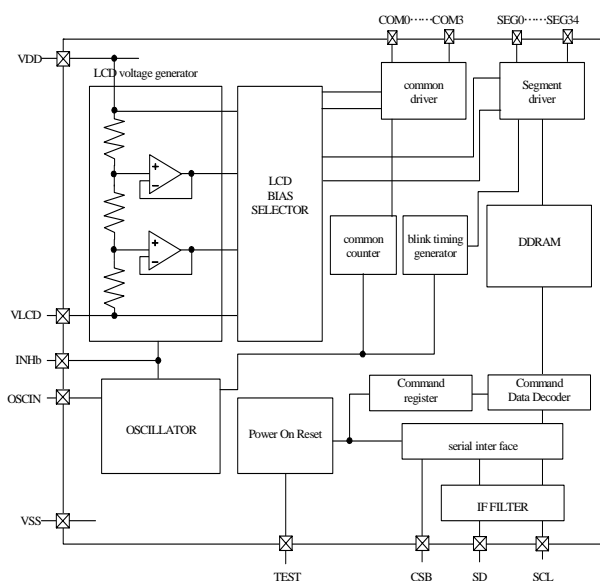 COM0……COM3
SEG0……SEG34
VDD
LCD voltage generator
common
driver
Segment
driver
+
−
LCD
BIAS
SELECTOR
+
−
common
counter
blink timing
generator
DDRAM
VLCD
INHb
OSCIN
OSCILLATOR
Command
register
Command
Data Decoder
Power On Reset
serial inter face
IF FILTER
VSS
TEST
CSB
SD
SCL